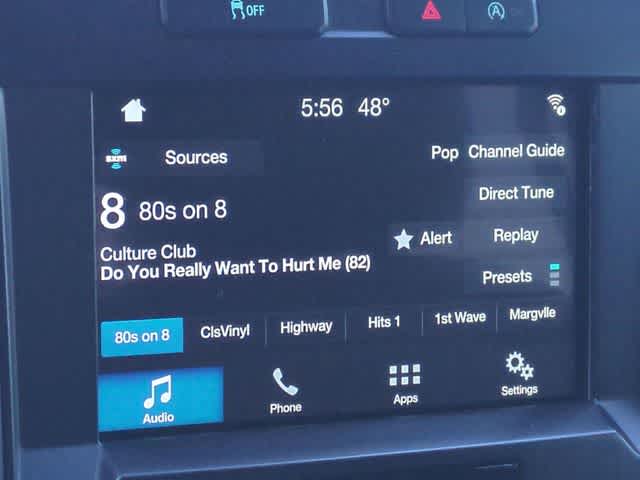 OFF
5:56 48°
sxm Sources Pop Channel Guide
8 80s on 8 Direct Tune
Culture Club Alert Replay
Do You Really Want To Hurt Me (82) Presets
80s on 8 ClsVinyl Highway Hits 1 1st Wave Margvlle
Audio Phone Apps Settings